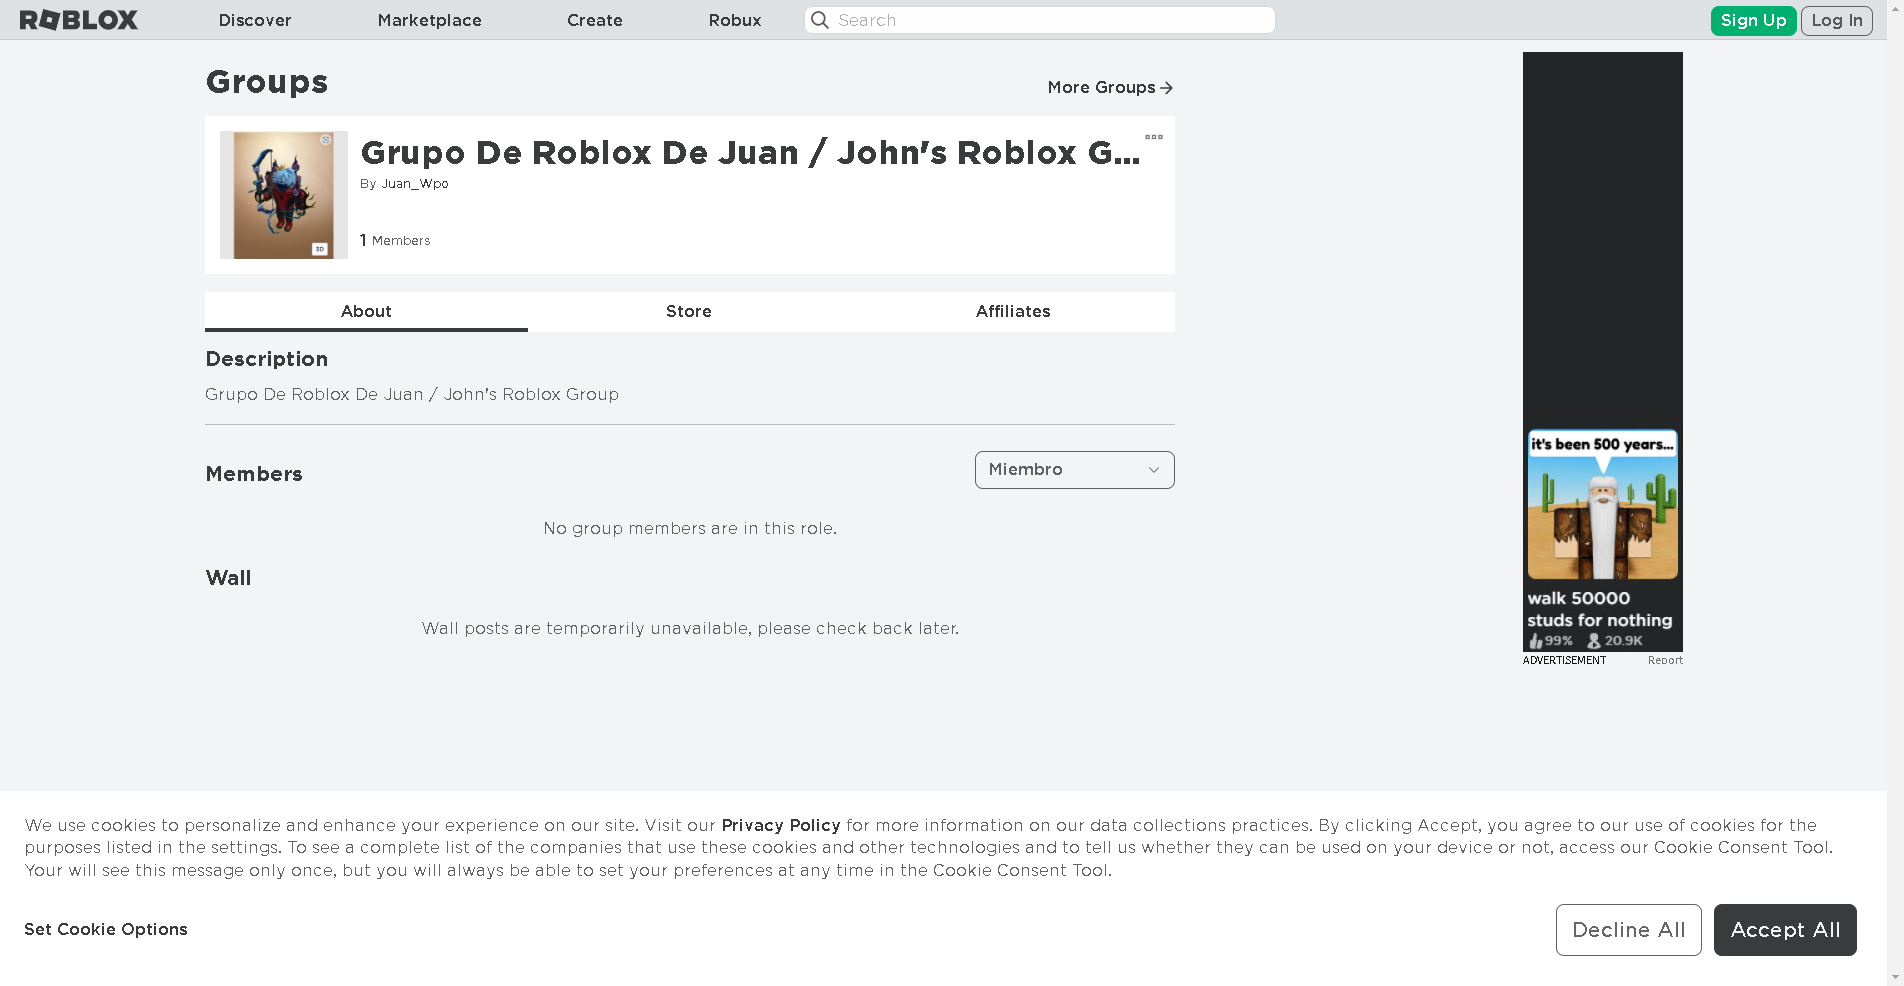 ROBLOX Discover Marketplace Create Robux Search Sign Up Log In
Groups
More Groups
Grupo De Roblox De Juan / John's Roblox G...
By Juan_Wpo
1 Members
3D
About Store Affiliates
Description
Grupo De Roblox De Juan / John's Roblox Group
Members
Miembro
No group members are in this role.
Wall
Wall posts are temporarily unavailable, please check back later.
it's been 500 years...
walk 50000
studs for nothing
99% 20.9K
ADVERTISEMENT Report
We use cookies to personalize and enhance your experience on our site. Visit our Privacy Policy for more information on our data collections practices. By clicking Accept, you agree to our use of cookies for the
purposes listed in the settings. To see a complete list of the companies that use these cookies and other technologies and to tell us whether they can be used on your device or not, access our Cookie Consent Tool.
Your will see this message only once, but you will always be able to set your preferences at any time in the Cookie Consent Tool.
Set Cookie Options
Decline All
Accept All